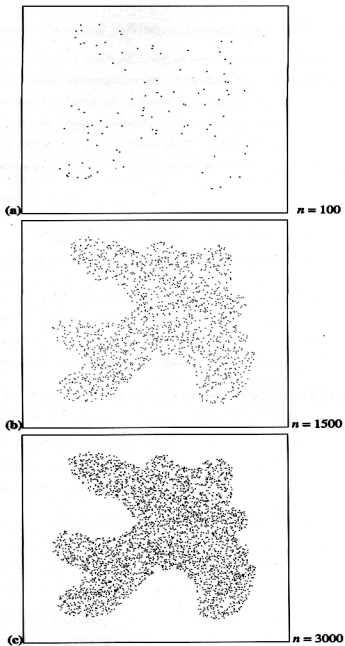 (a) n = 100
(b) n = 1500
(c) n = 3000